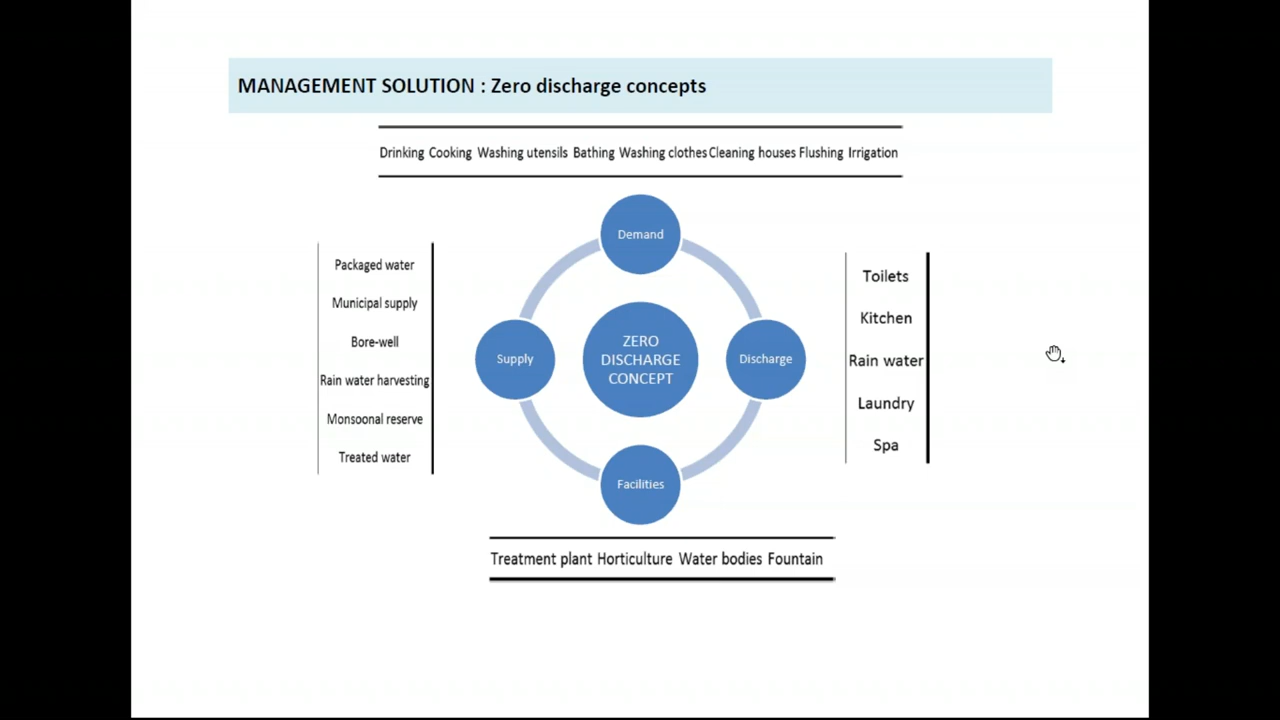 MANAGEMENT SOLUTION : Zero discharge concepts
Drinking Cooking Washing utensils Bathing Washing clothes Cleaning houses Flushing Irrigation
Demand
Packaged water
Municipal supply
Bore-well
Rain water harvesting
Monsoonal reserve
Treated water
Supply
ZERO
DISCHARGE
CONCEPT
Discharge
Toilets
Kitchen
Rain water
Laundry
Spa
Facilities
Treatment plant Horticulture Water bodies Fountain